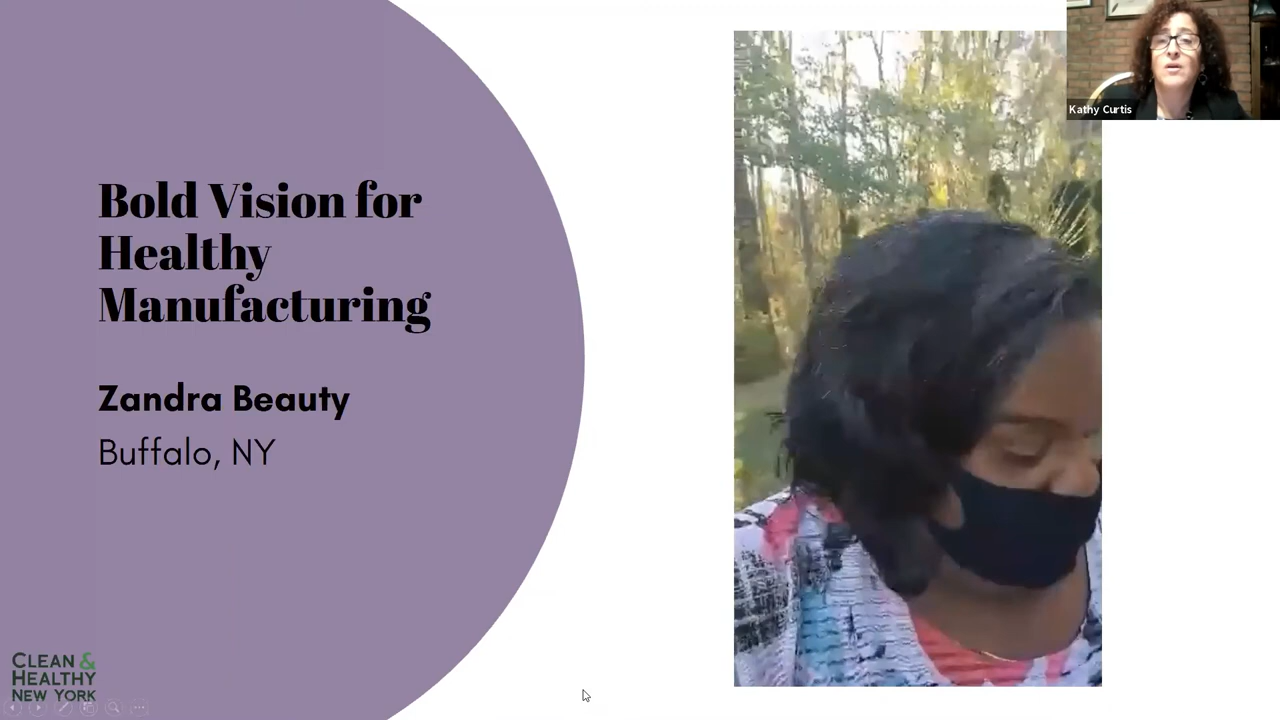 Bold Vision for
Healthy
Manufacturing
Zandra Beauty
Buffalo, NY
Kathy Curtis
CLEAN &
HEALTHY
NEW YORK